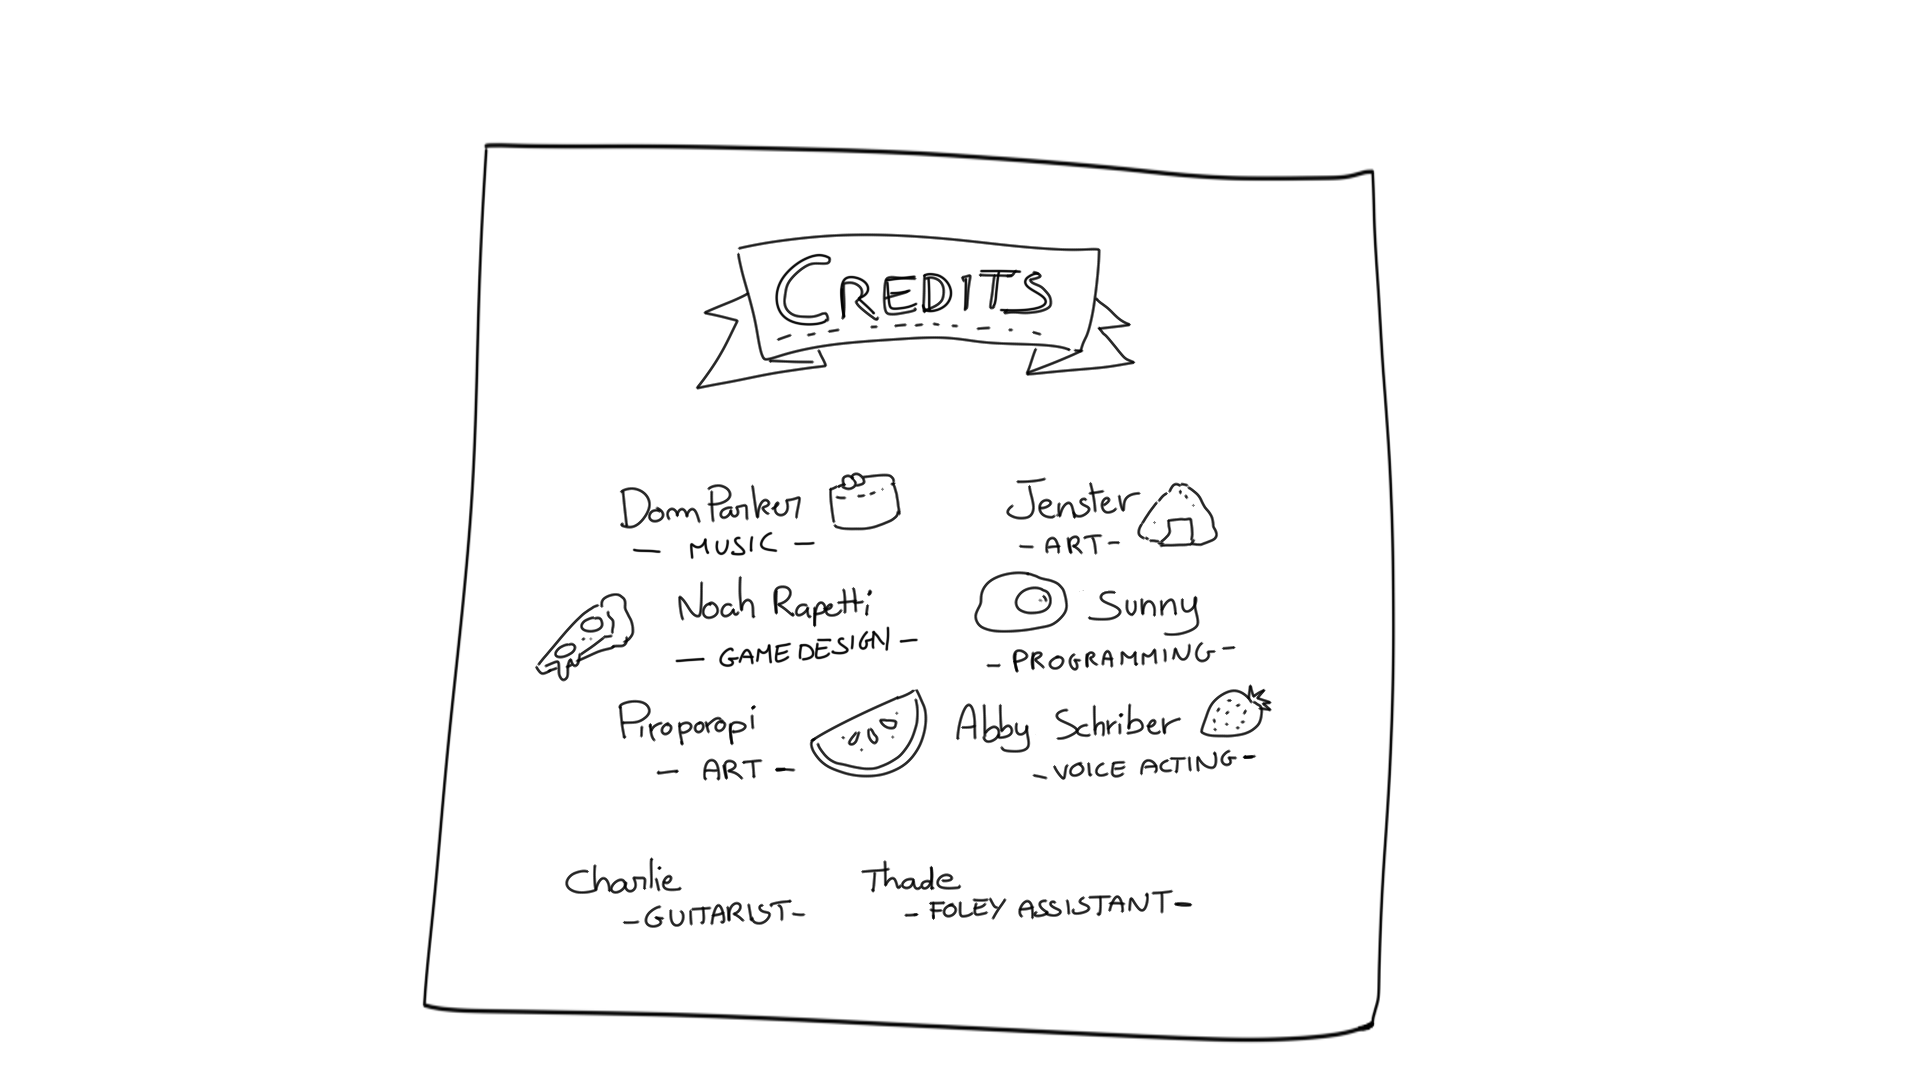 CREDITS
Dom Parker
- MUSIC -
Jenster
- ART -
Noah Rapetti
- GAME DESIGN -
Sunny
- PROGRAMMING -
Piroporopi
- ART -
Abby Schriber
- VOICE ACTING -
Charlie
- GUITARIST -
Thade
- FOLEY ASSISTANT -